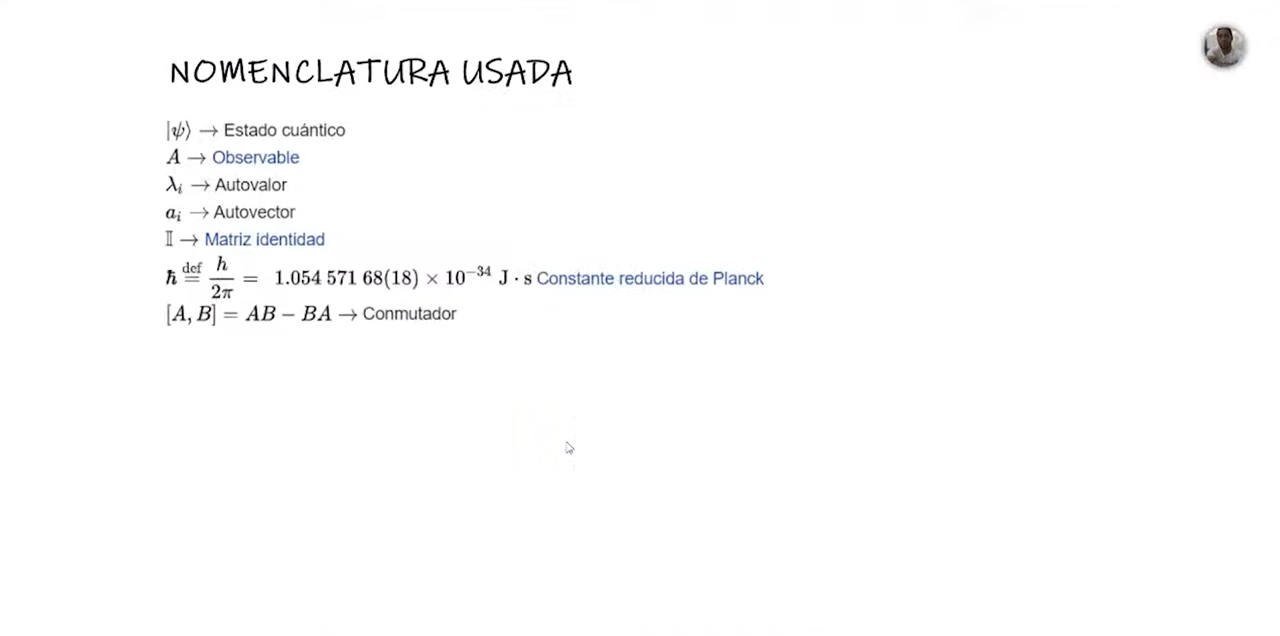 NOMENCLATURA USADA
|ψ⟩ → Estado cuántico
A → Observable
λᵢ → Autovalor
aᵢ → Autovector
𝕀 → Matriz identidad
ħ ≝ h/2π = 1.054 571 68(18) × 10⁻³⁴ J · s Constante reducida de Planck
[A, B] = AB − BA → Conmutador